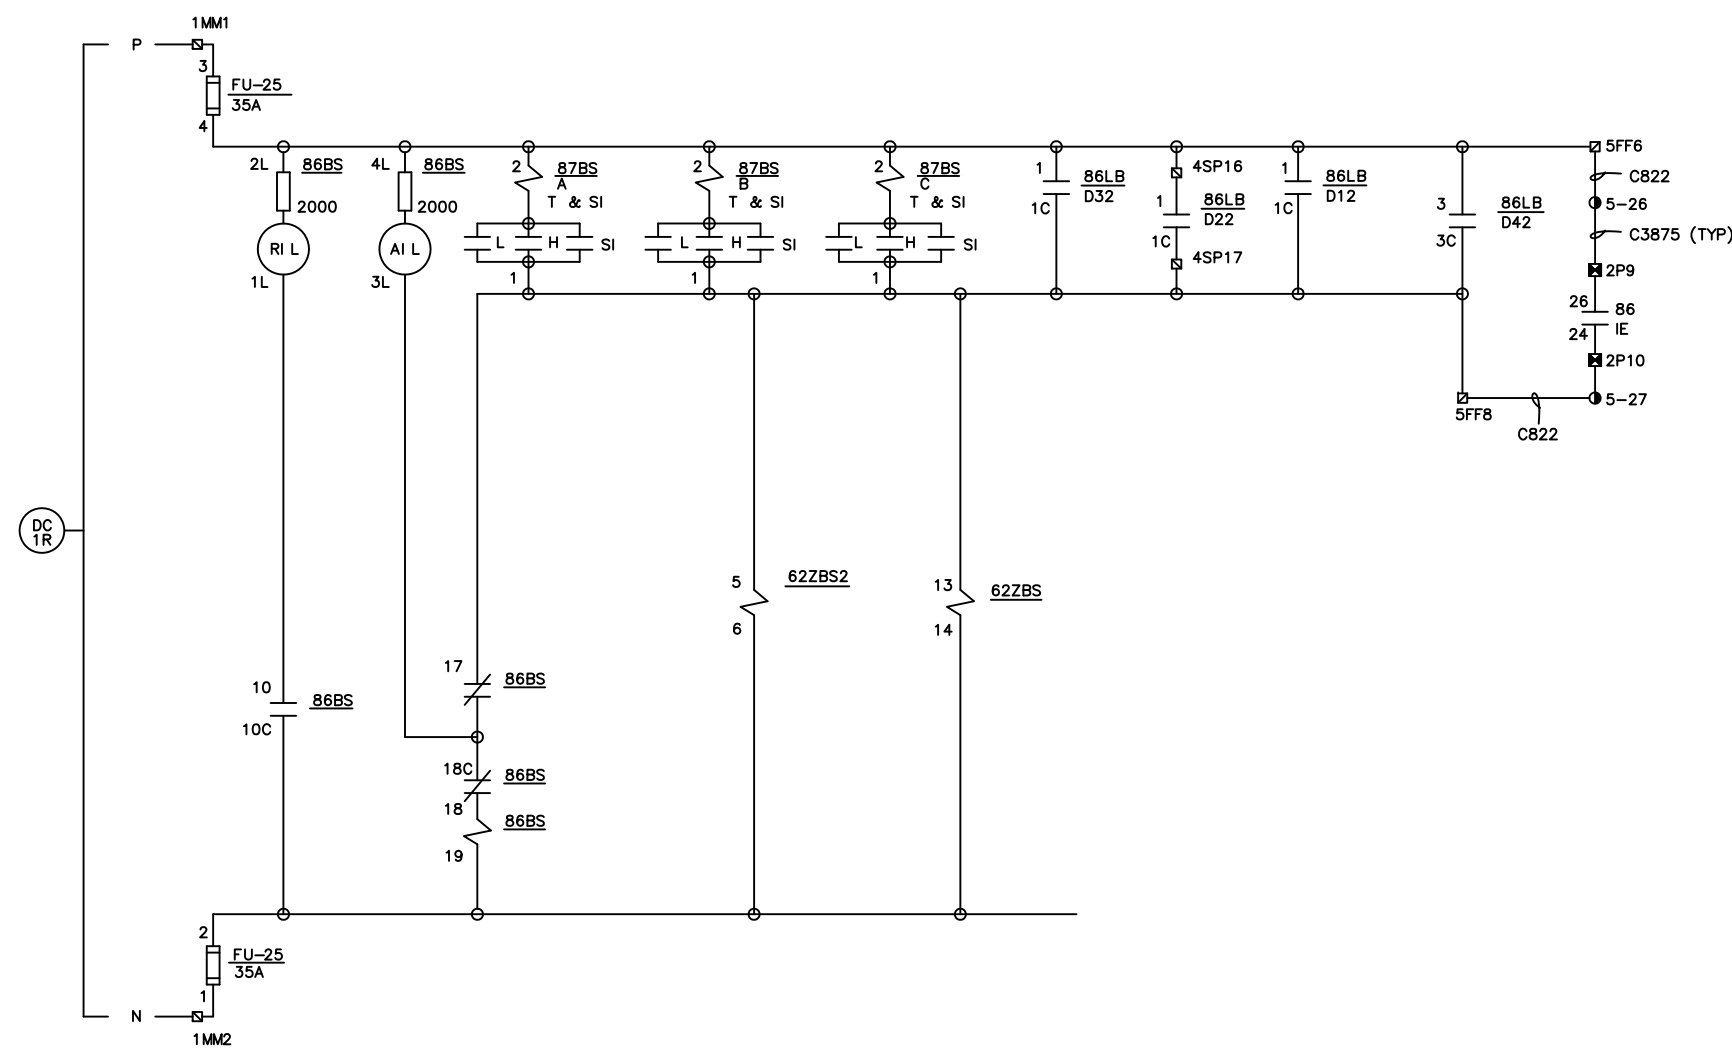 1MM1
P
3
FU-25
35A
4
2L 86BS
2000
RIL
1L
4L 86BS
2000
AIL
3L
2 87BS
A
T & SI
L H SI
1
2 87BS
B
T & SI
L H SI
1
2 87BS
C
T & SI
L H SI
1
1 86LB
1C D32
4SP16
1 86LB
D22
1C
4SP17
1 86LB
1C D12
3 86LB
D42
3C
5FF6
C822
5-26
C3875 (TYP)
2P9
26 86
24 IE
2P10
5-27
5FF8
C822
DC
1R
5 62ZBS2
6
13 62ZBS
14
17
86BS
10 86BS
10C
18C 86BS
18 86BS
19
2
FU-25
35A
1
N
1MM2